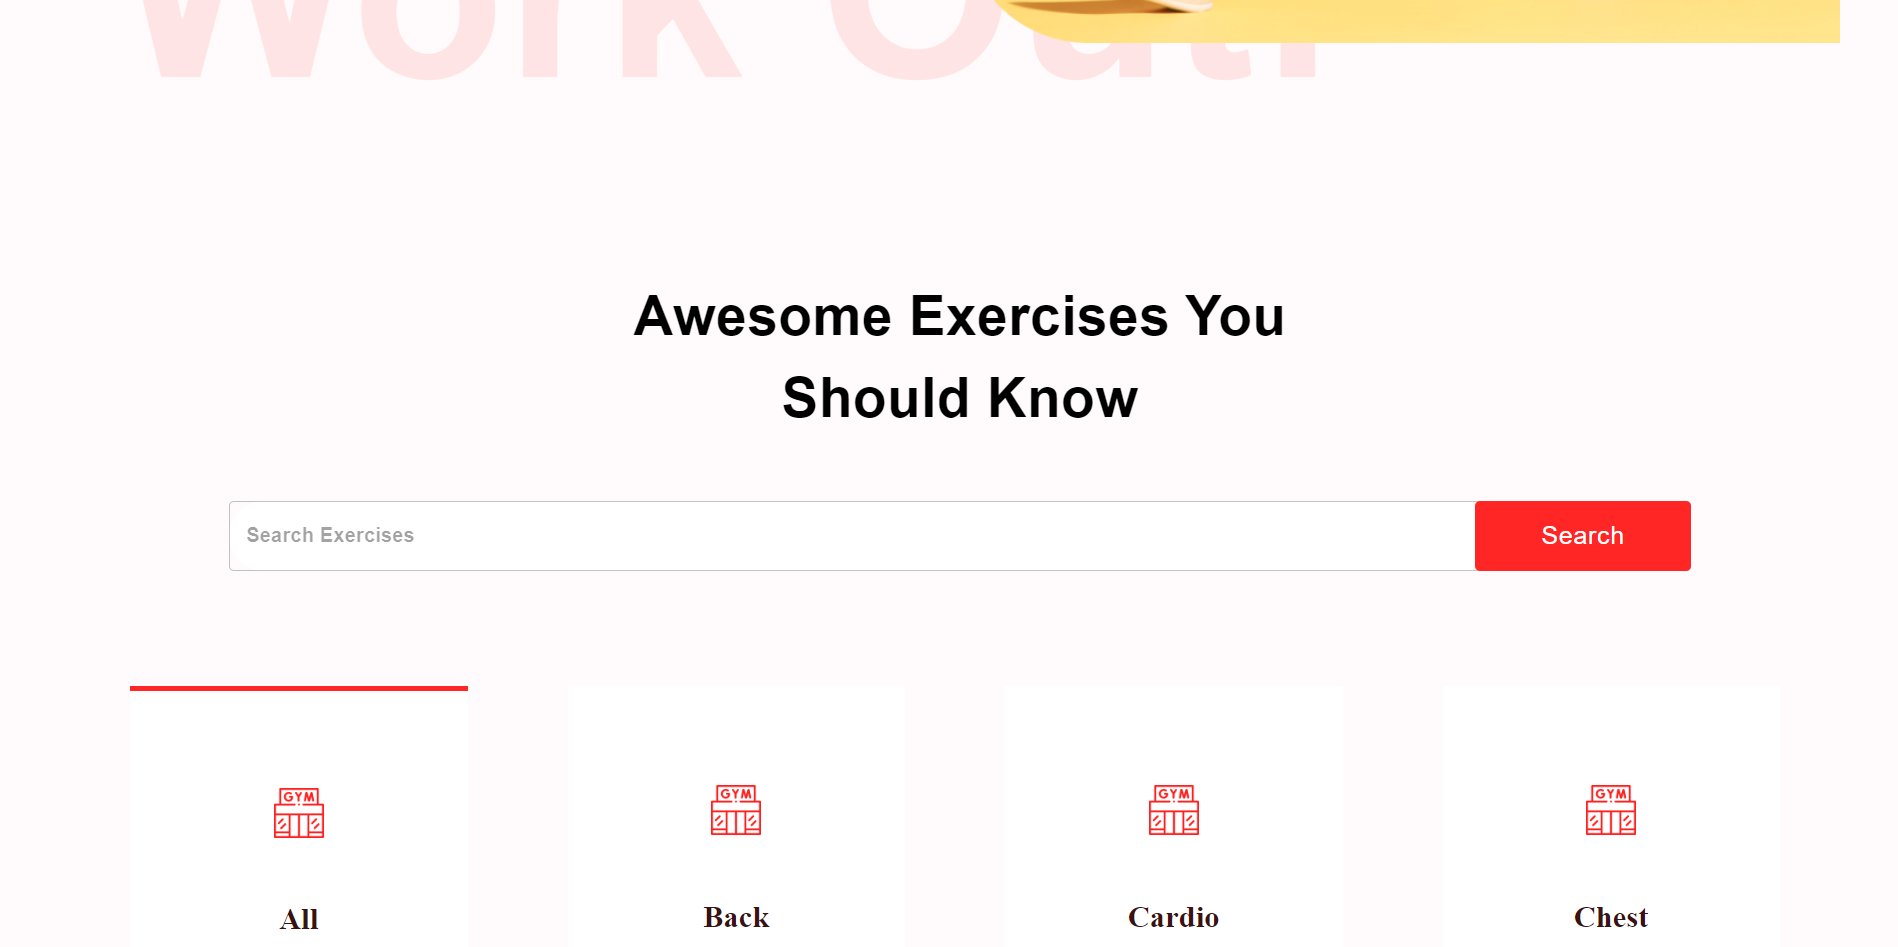 Work Out!
Awesome Exercises You
Should Know
Search Exercises
Search
GYM
GYM
GYM
GYM
All
Back
Cardio
Chest